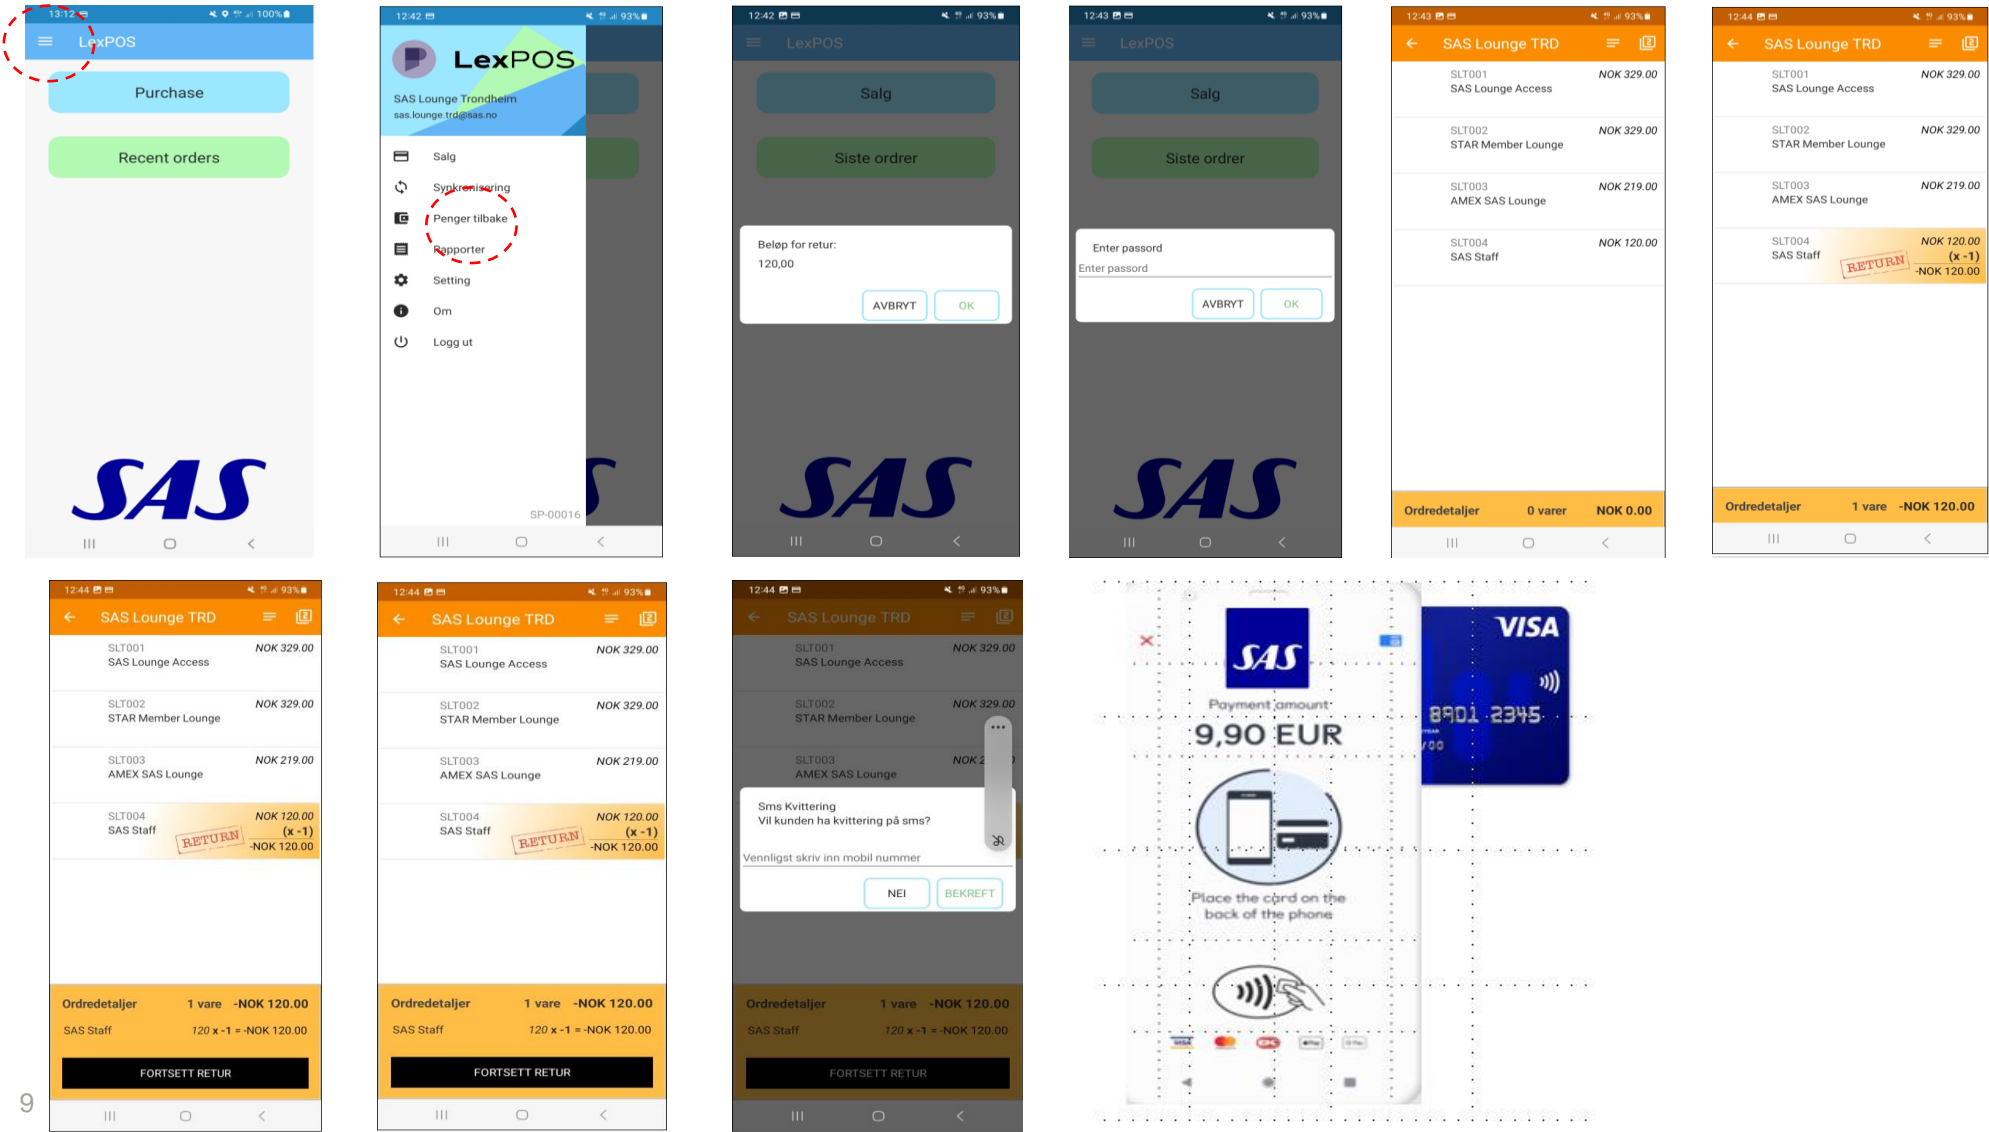 13:12
100%
LexPOS
Purchase
Recent orders
SAS
12:42
93%
LexPOS
SAS Lounge Trondheim
sas.lounge.trd@sas.no
Salg
Synkronisering
Penger tilbake
Rapporter
Setting
Om
Logg ut
SP-00016
12:42
93%
LexPOS
Salg
Siste ordrer
Beløp for retur:
120,00
AVBRYT
OK
SAS
12:43
93%
LexPOS
Salg
Siste ordrer
Enter passord
Enter passord
AVBRYT
OK
SAS
12:43
93%
SAS Lounge TRD
SLT001
NOK 329.00
SAS Lounge Access
SLT002
NOK 329.00
STAR Member Lounge
SLT003
NOK 219.00
AMEX SAS Lounge
SLT004
NOK 120.00
SAS Staff
Ordredetaljer 0 varer NOK 0.00
12:44
93%
SAS Lounge TRD
SLT001
NOK 329.00
SAS Lounge Access
SLT002
NOK 329.00
STAR Member Lounge
SLT003
NOK 219.00
AMEX SAS Lounge
SLT004
NOK 120.00
SAS Staff
RETURN
(x -1)
-NOK 120.00
Ordredetaljer 1 vare -NOK 120.00
12:44
93%
SAS Lounge TRD
SLT001
NOK 329.00
SAS Lounge Access
SLT002
NOK 329.00
STAR Member Lounge
SLT003
NOK 219.00
AMEX SAS Lounge
SLT004
NOK 120.00
SAS Staff
RETURN
(x -1)
-NOK 120.00
Ordredetaljer 1 vare -NOK 120.00
SAS Staff 120 x -1 = -NOK 120.00
FORTSETT RETUR
12:44
93%
SAS Lounge TRD
SLT001
NOK 329.00
SAS Lounge Access
SLT002
NOK 329.00
STAR Member Lounge
SLT003
NOK 219.00
AMEX SAS Lounge
SLT004
NOK 120.00
SAS Staff
RETURN
(x -1)
-NOK 120.00
Ordredetaljer 1 vare -NOK 120.00
SAS Staff 120 x -1 = -NOK 120.00
FORTSETT RETUR
12:44
93%
SAS Lounge TRD
SLT001
NOK 329.00
SAS Lounge Access
SLT002
NOK 329.00
STAR Member Lounge
SLT003
NOK 2
AMEX SAS Lounge
Sms Kvittering
Vil kunden ha kvittering på sms?
Vennligst skriv inn mobil nummer
NEI
BEKREFT
Ordredetaljer 1 vare -NOK 120.00
SAS Staff 120 x -1 = -NOK 120.00
FORTSETT RETUR
SAS
Payment amount
9,90 EUR
Place the card on the
back of the phone
VISA
8901 2345
/00
VISA
9